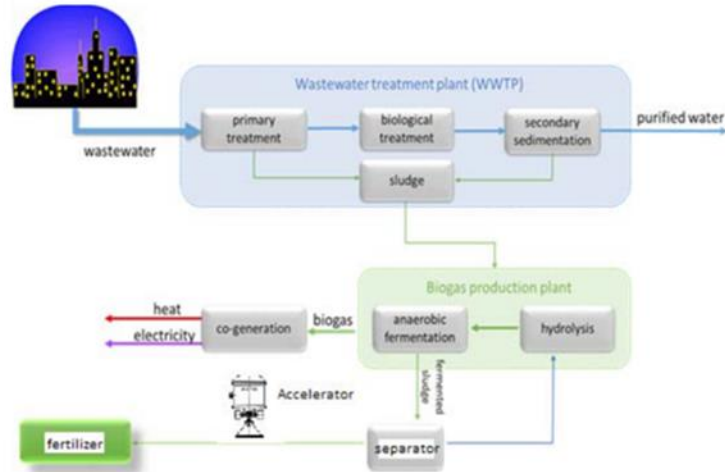 Wastewater treatment plant (WWTP)
primary
treatment
biological
treatment
secondary
sedimentation
purified water
wastewater
sludge
Biogas production plant
heat
electricity
co-generation
biogas
anaerobic
fermentation
hydrolysis
fermented
sludge
Accelerator
fertilizer
separator